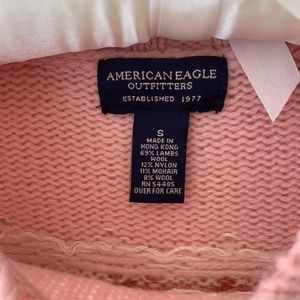 AMERICAN EAGLE
OUTFITTERS
ESTABLISHED 1977
S
MADE IN
HONG KONG
69% LAMBS
WOOL
12% NYLON
11% MOHAIR
8% WOOL
RN 54485
OVER FOR CARE